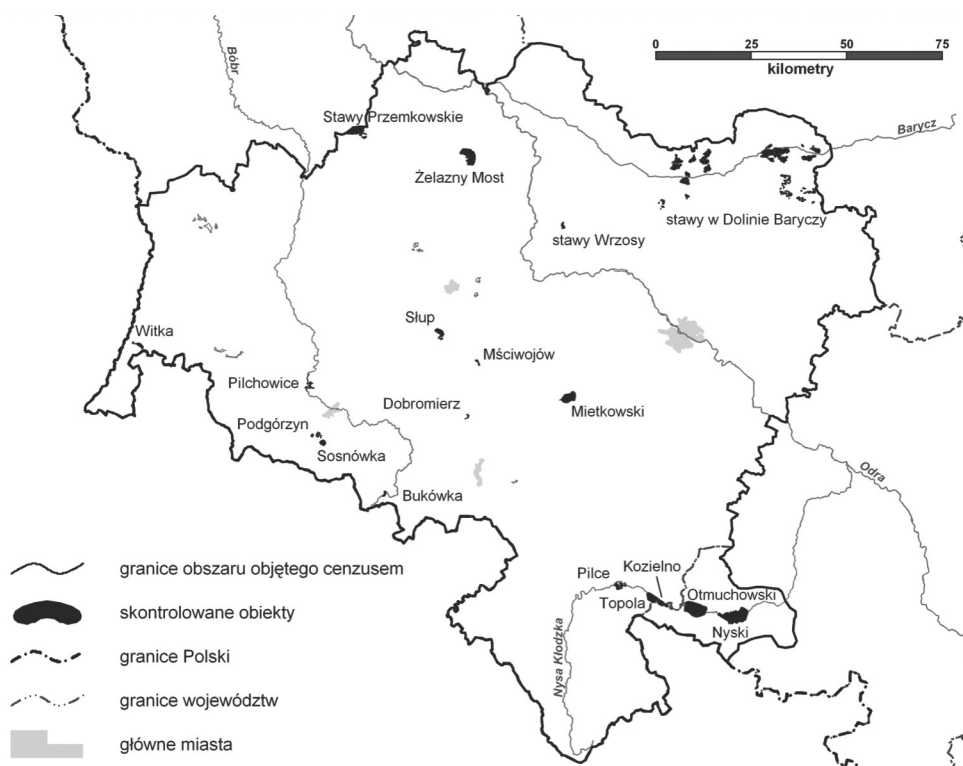 0 25 50 75
kilometry
Bóbr
Stawy Przemkowskie
Barycz
Żelazny Most
stawy w Dolinie Baryczy
stawy Wrzosy
Słup
Witka
Mściwojów
Pilchowice
Dobromierz
Mietkowski
Podgórzyn
Sosnówka
Odra
Bukówka
granice obszaru objętego cenzusem
skontrolowane obiekty
granice Polski
granice województw
główne miasta
Pilce
Kozielno
Topola
Otmuchowski
Nyski
Nysa Kłodzka